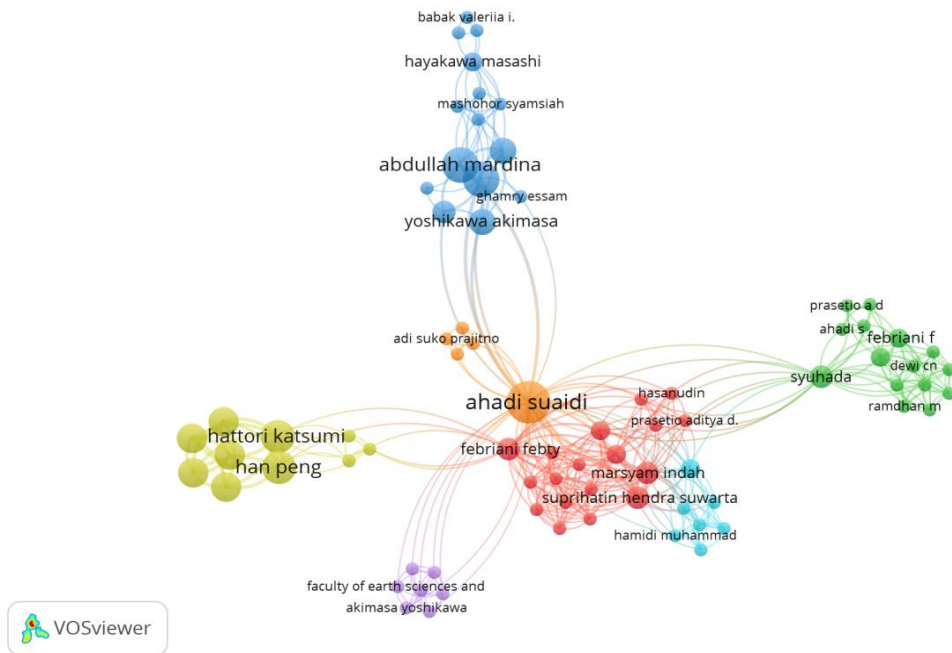 babak valeriia i.
hayakawa masashi
mashohor syamsiah
abdullah mardina
ghamry essam
yoshikawa akimasa
adi suko prajitno
prasetio a d
ahadi s
febriani f
dewi cn
syuhada
ramdhan m
ahadi suaidi
hasanudin
prasetio aditya d.
hattori katsumi
han peng
febriani febty
marsyam indah
suprihatin hendra suwarta
hamidi muhammad
faculty of earth sciences and
akimasa yoshikawa
VOSviewer